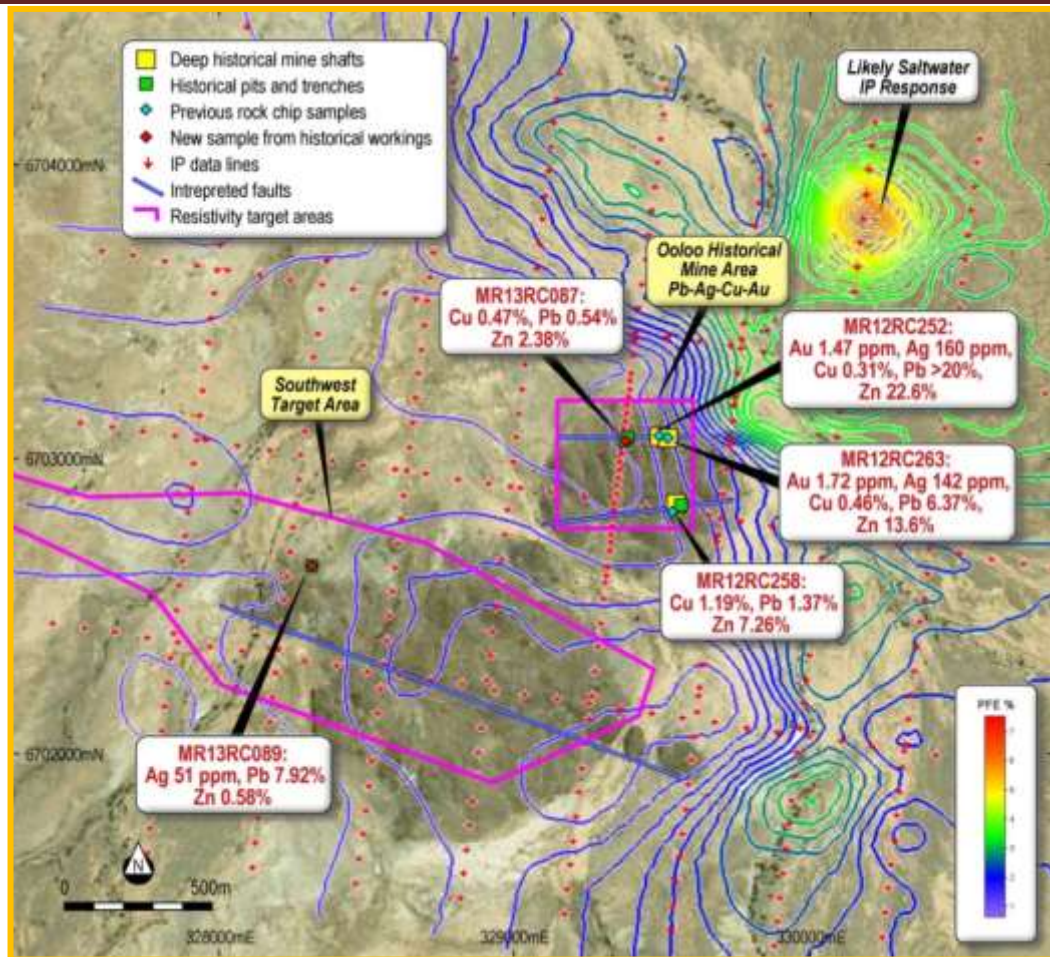 Deep historical mine shafts
Historical pits and trenches
Previous rock chip samples
New sample from historical workings
IP data lines
Intrepreted faults
Resistivity target areas
Likely Saltwater
IP Response
6704000mN
Ooloo Historical
Mine Area
Pb-Ag-Cu-Au
MR13RC087:
Cu 0.47%, Pb 0.54%
Zn 2.38%
MR12RC252:
Au 1.47 ppm, Ag 160 ppm,
Cu 0.31%, Pb >20%,
Zn 22.6%
Southwest
Target Area
6703000mN
MR12RC263:
Au 1.72 ppm, Ag 142 ppm,
Cu 0.46%, Pb 6.37%,
Zn 13.6%
MR12RC258:
Cu 1.19%, Pb 1.37%
Zn 7.26%
6702000mN
MR13RC089:
Ag 51 ppm, Pb 7.92%
Zn 0.58%
PFE %
N
0 500m
328000mE
329000mE
330000mE